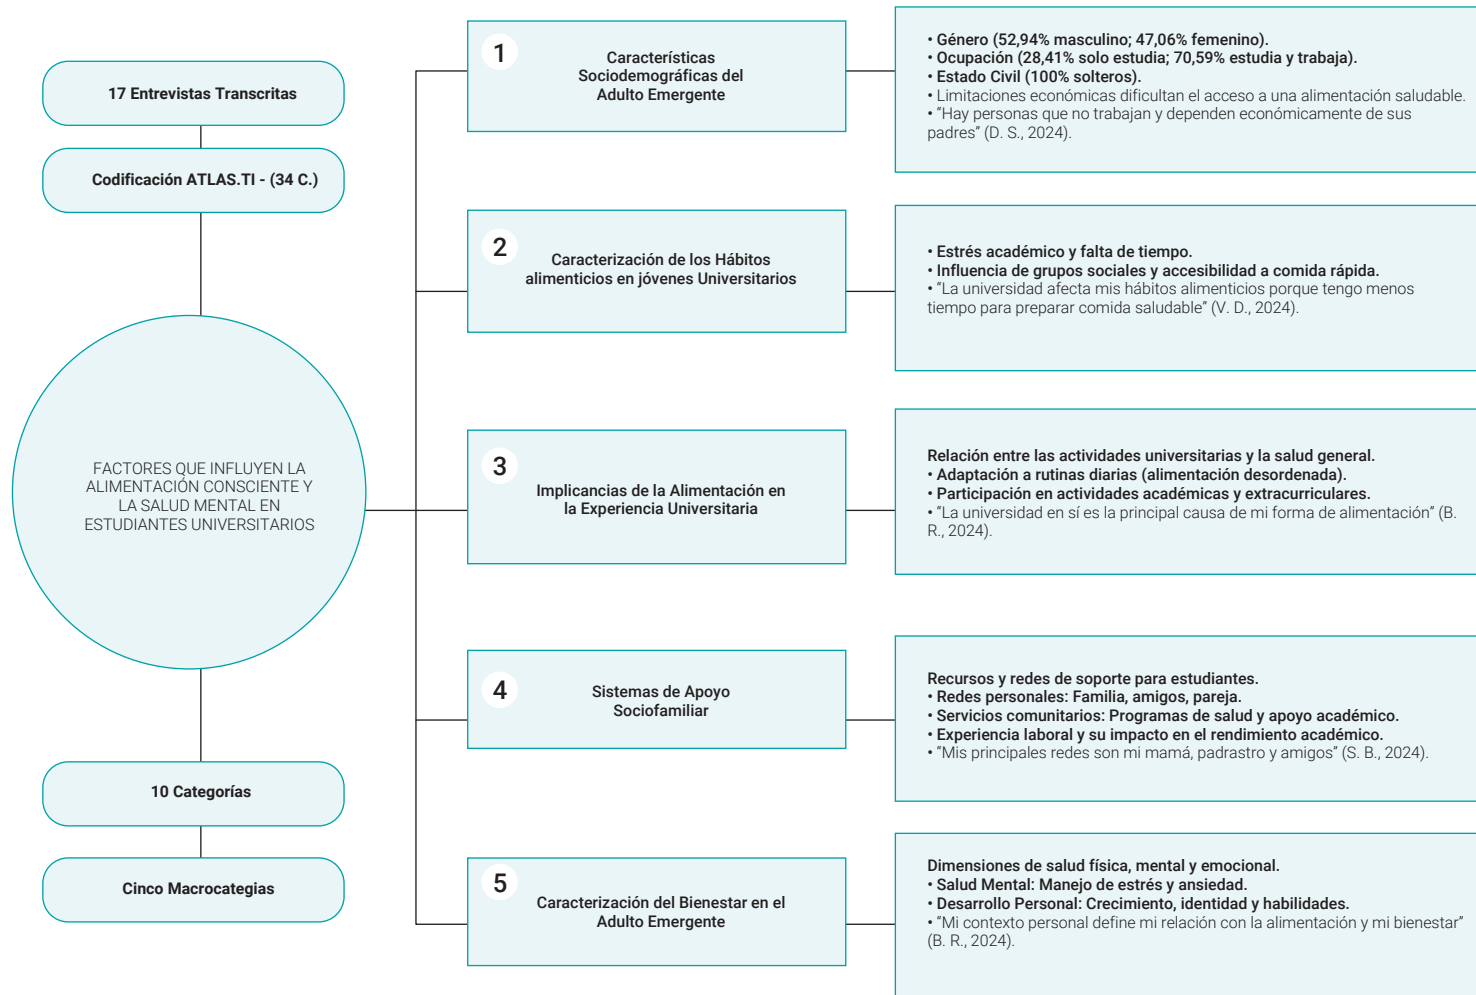 17 Entrevistas Transcritas
Codificación ATLAS.TI - (34 C.)
FACTORES QUE INFLUYEN LA
ALIMENTACIÓN CONSCIENTE Y
LA SALUD MENTAL EN
ESTUDIANTES UNIVERSITARIOS
10 Categorías
Cinco Macrocategias
1
Características
Sociodemográficas del
Adulto Emergente
• Género (52,94% masculino; 47,06% femenino).
• Ocupación (28,41% solo estudia; 70,59% estudia y trabaja).
• Estado Civil (100% solteros).
• Limitaciones económicas dificultan el acceso a una alimentación saludable.
• “Hay personas que no trabajan y dependen económicamente de sus
padres” (D. S., 2024).
2
Caracterización de los Hábitos
alimenticios en jóvenes Universitarios
• Estrés académico y falta de tiempo.
• Influencia de grupos sociales y accesibilidad a comida rápida.
• “La universidad afecta mis hábitos alimenticios porque tengo menos
tiempo para preparar comida saludable” (V. D., 2024).
3
Implicancias de la Alimentación en
la Experiencia Universitaria
Relación entre las actividades universitarias y la salud general.
• Adaptación a rutinas diarias (alimentación desordenada).
• Participación en actividades académicas y extracurriculares.
• “La universidad en sí es la principal causa de mi forma de alimentación” (B.
R., 2024).
4
Sistemas de Apoyo
Sociofamiliar
Recursos y redes de soporte para estudiantes.
• Redes personales: Familia, amigos, pareja.
• Servicios comunitarios: Programas de salud y apoyo académico.
• Experiencia laboral y su impacto en el rendimiento académico.
• “Mis principales redes son mi mamá, padrastro y amigos” (S. B., 2024).
5
Caracterización del Bienestar en el
Adulto Emergente
Dimensiones de salud física, mental y emocional.
• Salud Mental: Manejo de estrés y ansiedad.
• Desarrollo Personal: Crecimiento, identidad y habilidades.
• “Mi contexto personal define mi relación con la alimentación y mi bienestar”
(B. R., 2024).